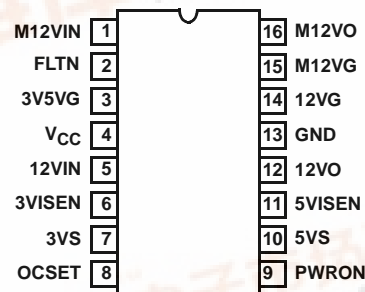 M12VIN 1 16 M12VO
FLTN 2 15 M12VG
3V5VG 3 14 12VG
VCC 4 13 GND
12VIN 5 12 12VO
3VISEN 6 11 5VISEN
3VS 7 10 5VS
OCSET 8 9 PWRON